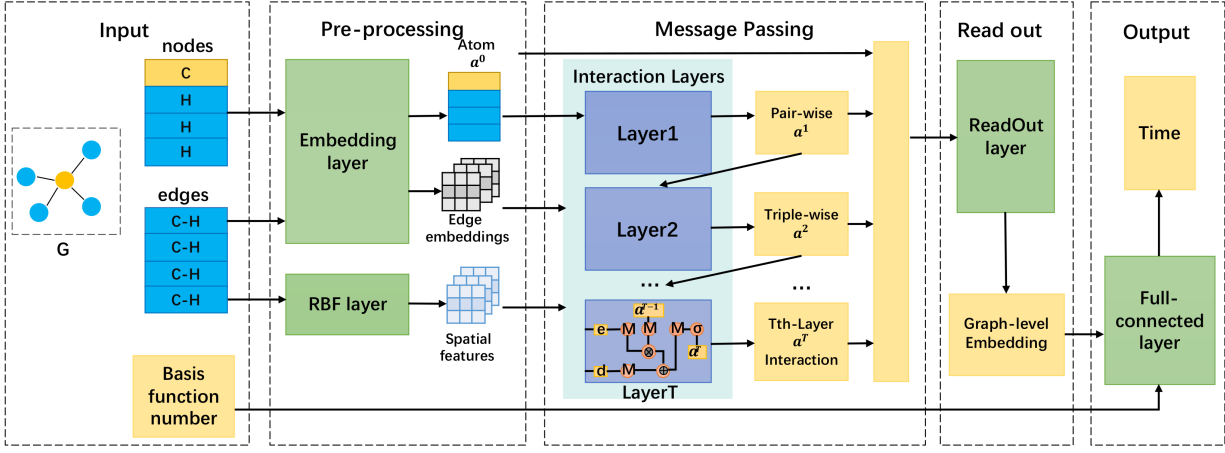 Input
nodes
C
H
H
H
G
edges
C-H
C-H
C-H
C-H
Basis
function
number
Pre-processing
Embedding
layer
RBF layer
Atom
a⁰
Edge
embeddings
Spatial
features
Message Passing
Interaction Layers
Layer1
Layer2
...
aᵀ⁻¹
e M M M σ
⊗
aᵀ
d M ⊕
LayerT
Pair-wise
a¹
Triple-wise
a²
...
Tth-Layer
aᵀ
Interaction
Read out
ReadOut
layer
Graph-level
Embedding
Output
Time
Full-
connected
layer